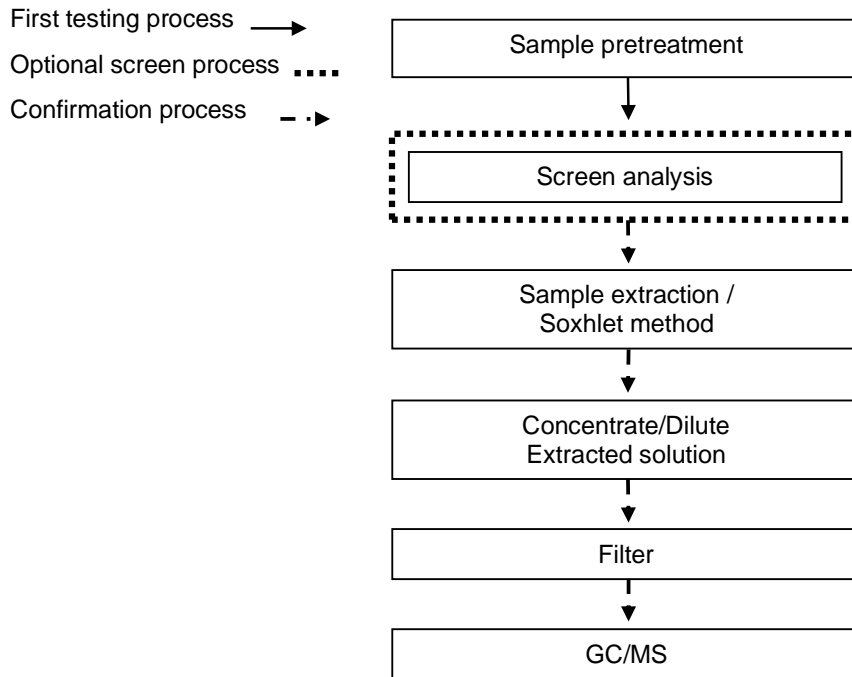 First testing process
Optional screen process
Confirmation process
Sample pretreatment
Screen analysis
Sample extraction /
Soxhlet method
Concentrate/Dilute
Extracted solution
Filter
GC/MS